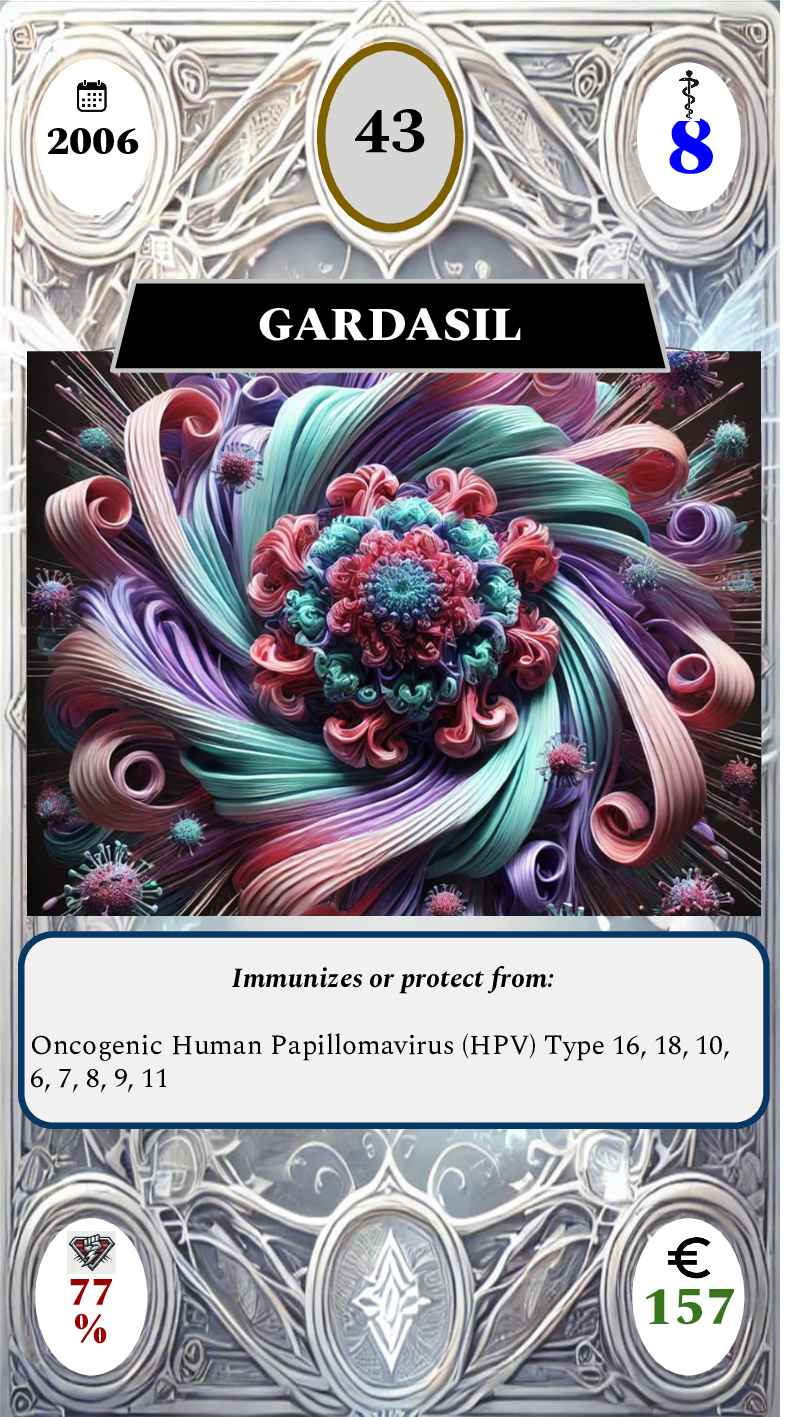 2006
43
8
GARDASIL
Immunizes or protect from:
Oncogenic Human Papillomavirus (HPV) Type 16, 18, 10,
6, 7, 8, 9, 11
77
%
€
157